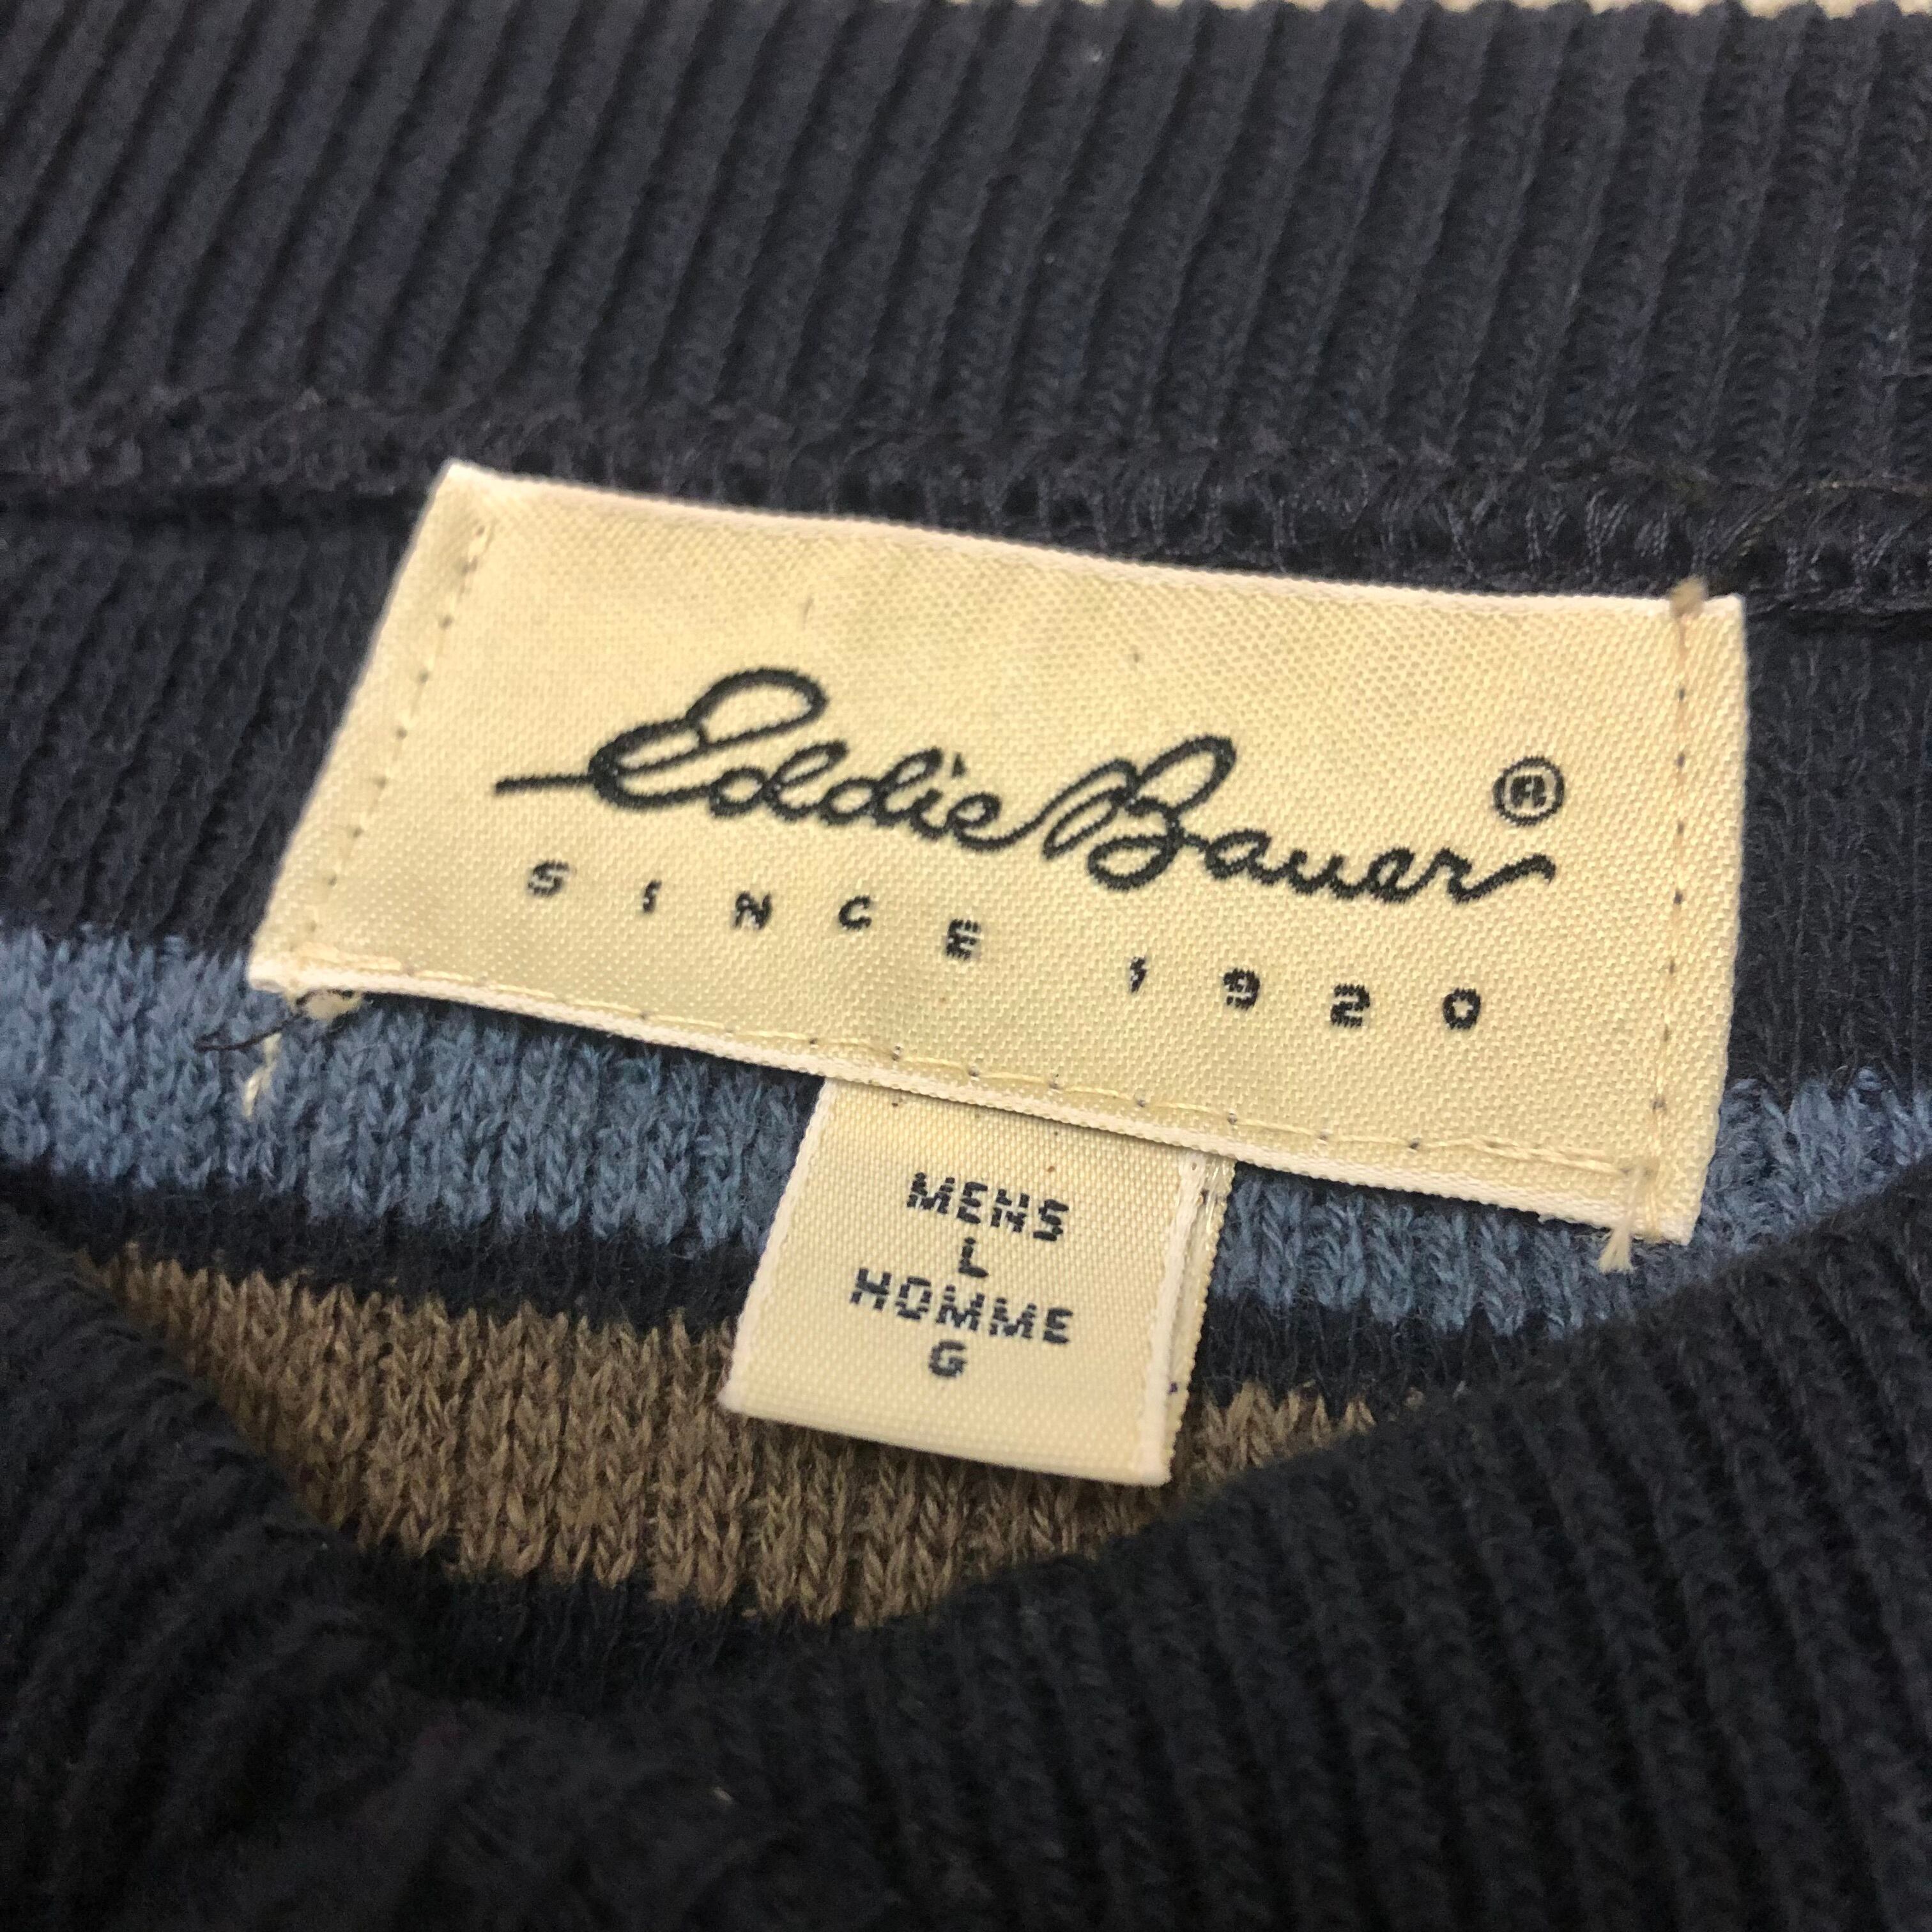 Eddie Bauer ®
SINCE 1920
MENS
L
HOMME
G